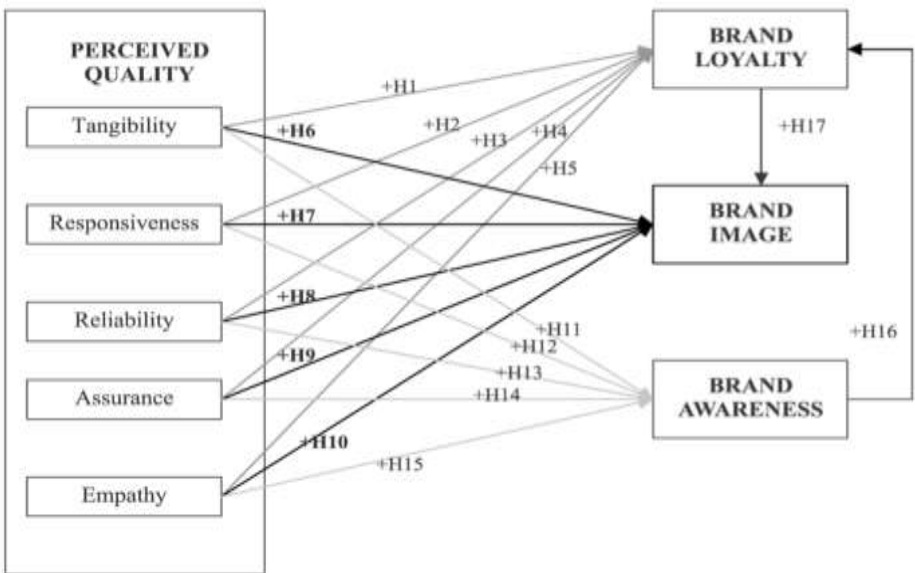 PERCEIVED
QUALITY
Tangibility
Responsiveness
Reliability
Assurance
Empathy
+H1
+H2
+H3
+H4
+H5
+H6
+H7
+H8
+H9
+H10
+H11
+H12
+H13
+H14
+H15
BRAND
LOYALTY
+H17
BRAND
IMAGE
+H16
BRAND
AWARENESS